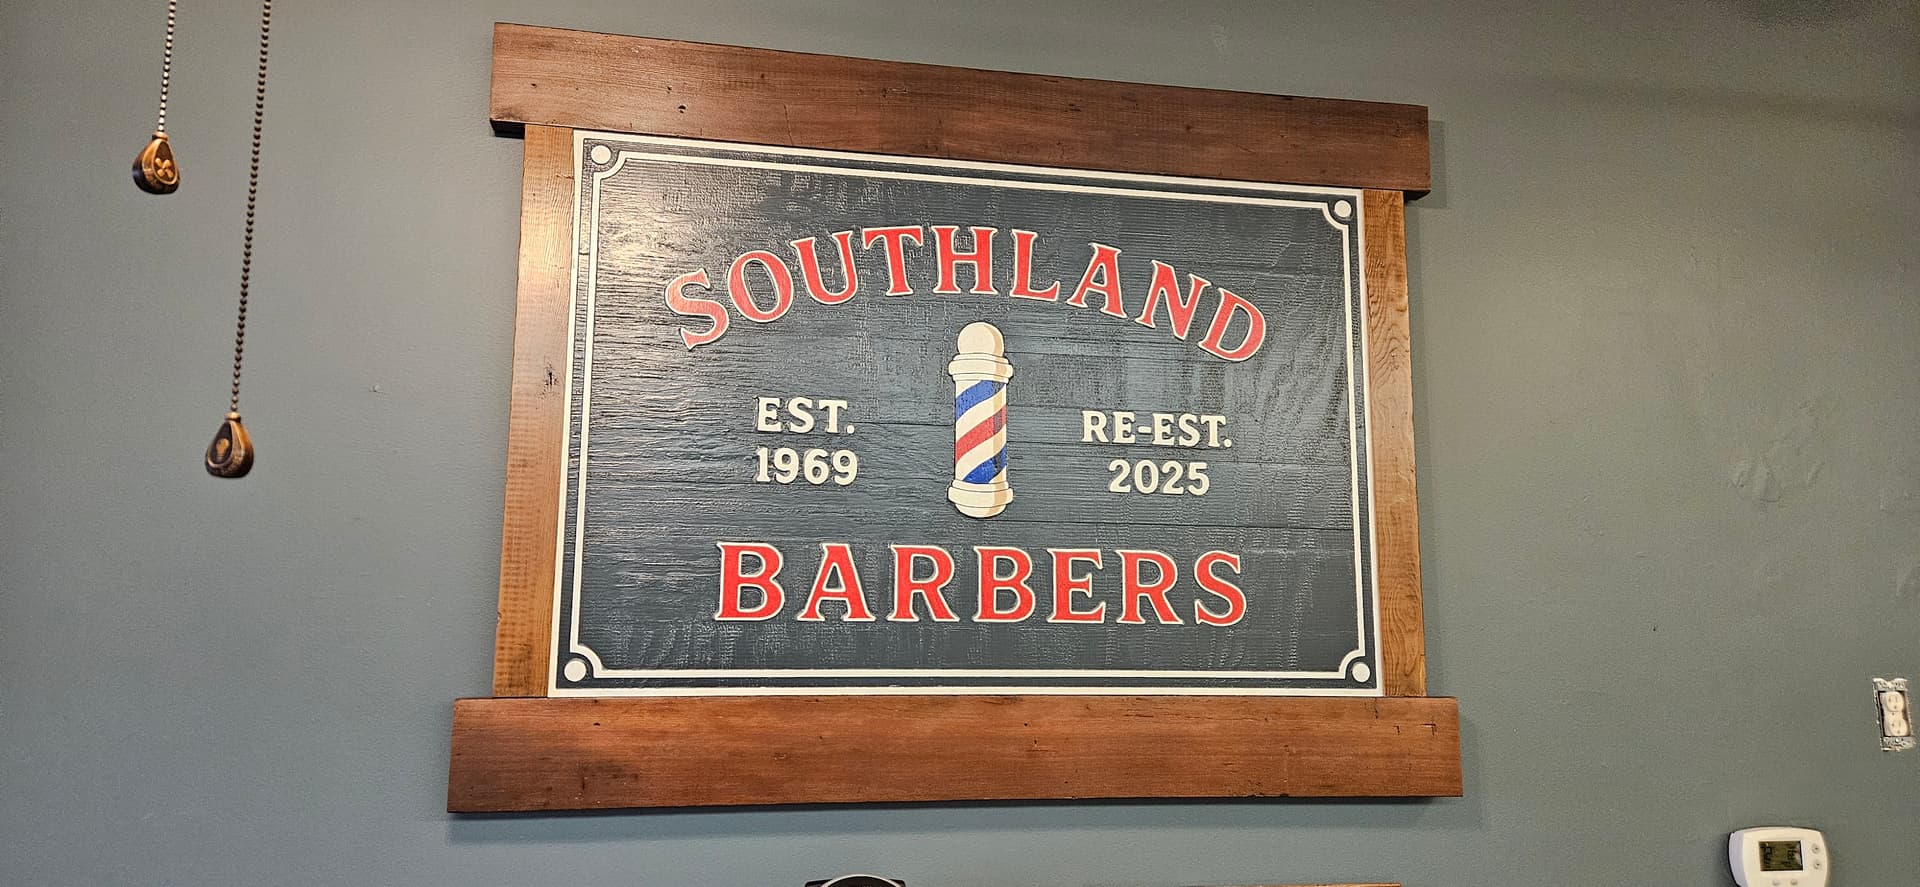 SOUTHLAND
EST.
1969
RE-EST.
2025
BARBERS